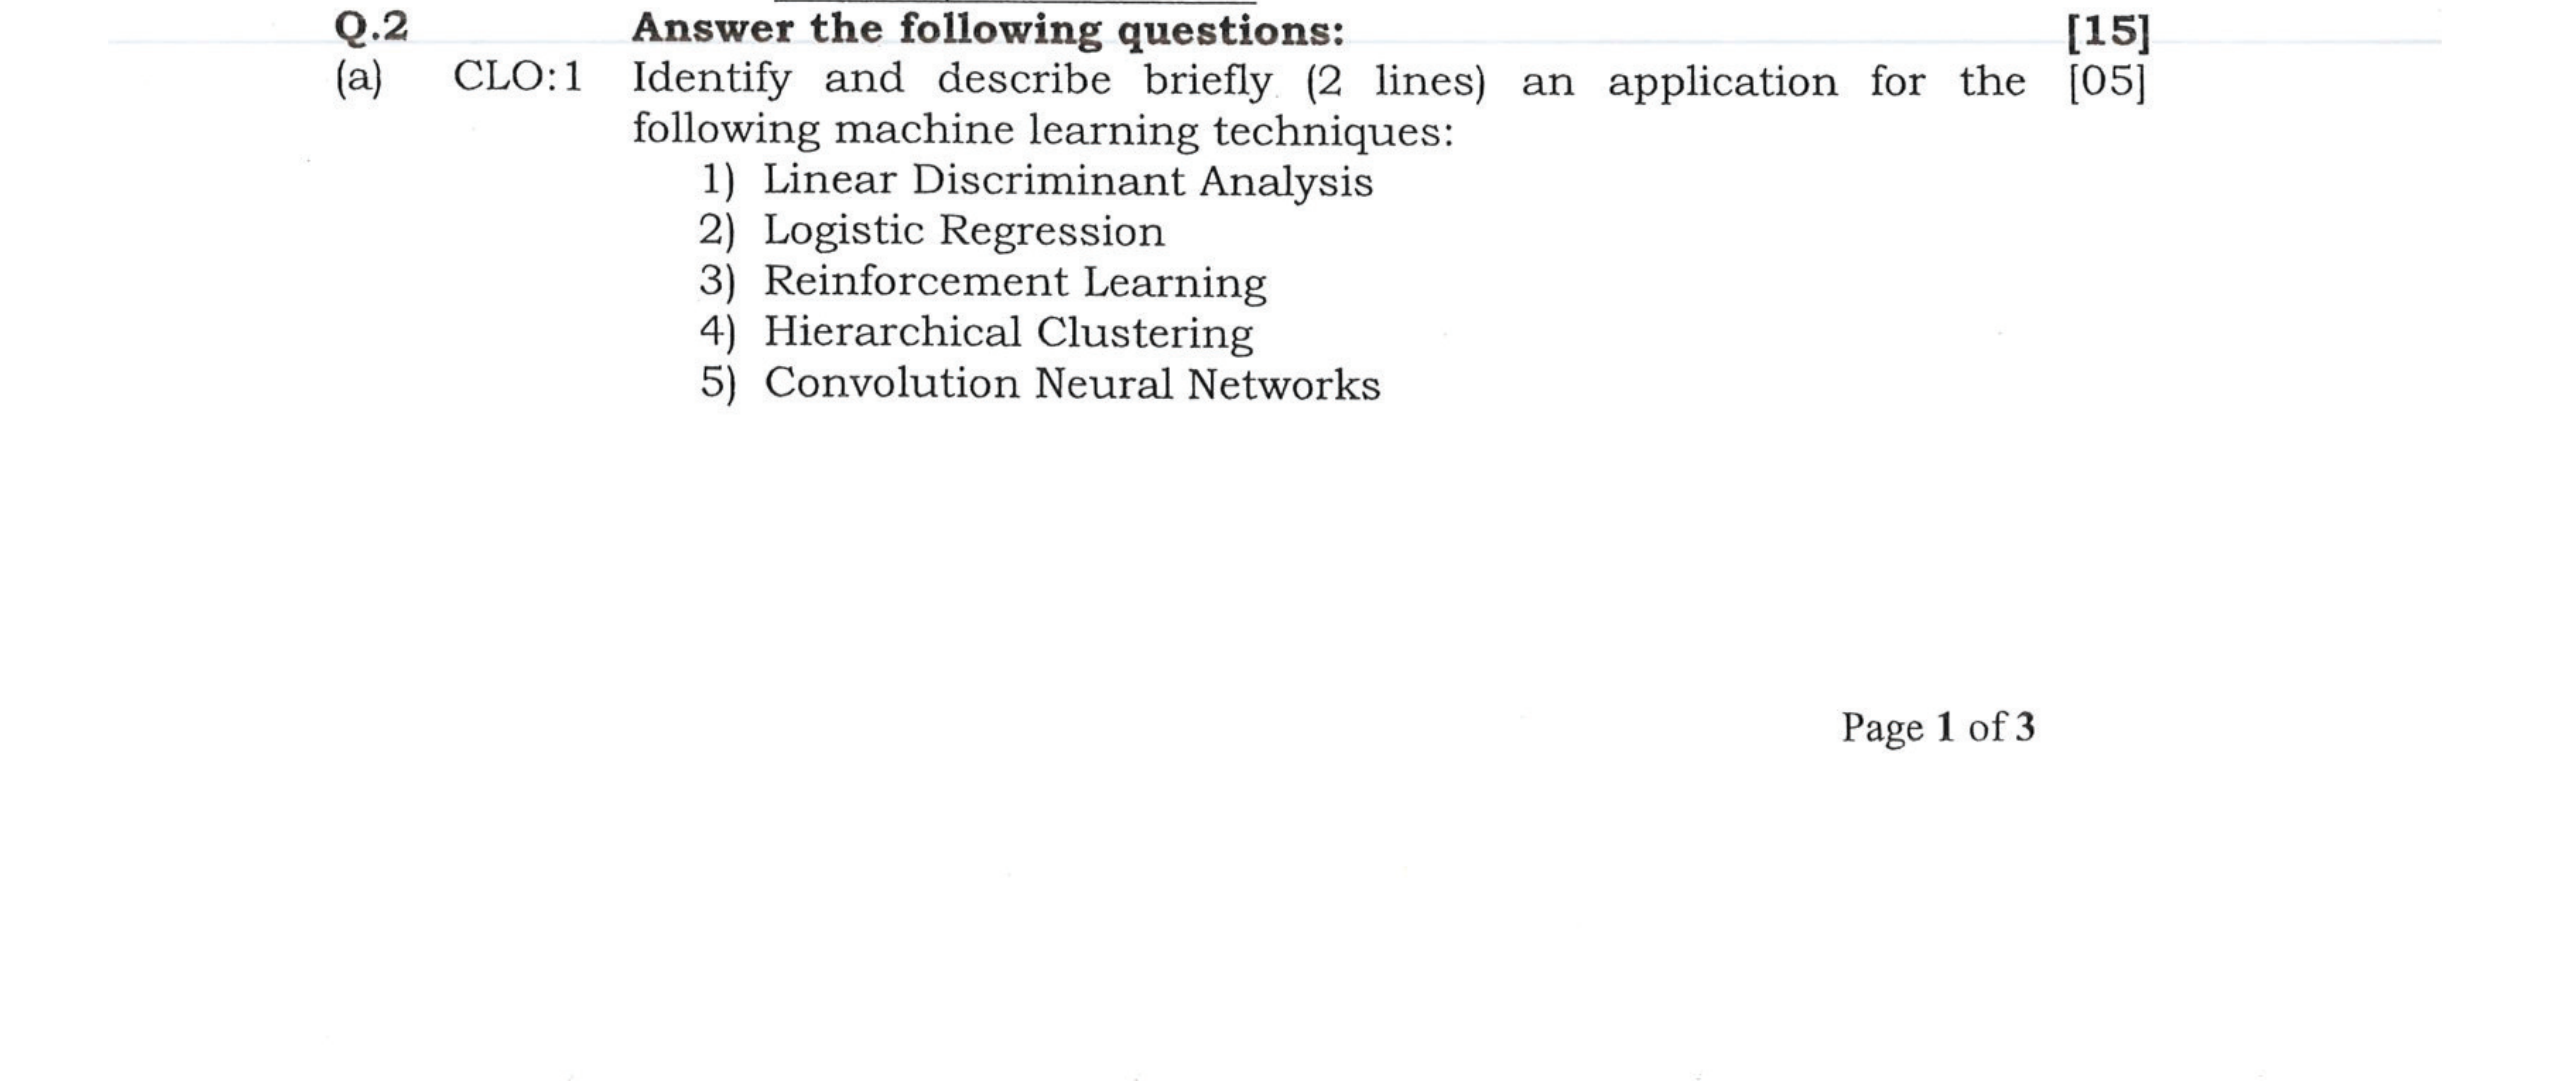 Q.2 Answer the following questions: [15]
(a) CLO:1 Identify and describe briefly (2 lines) an application for the [05]
following machine learning techniques:
1) Linear Discriminant Analysis
2) Logistic Regression
3) Reinforcement Learning
4) Hierarchical Clustering
5) Convolution Neural Networks
Page 1 of 3